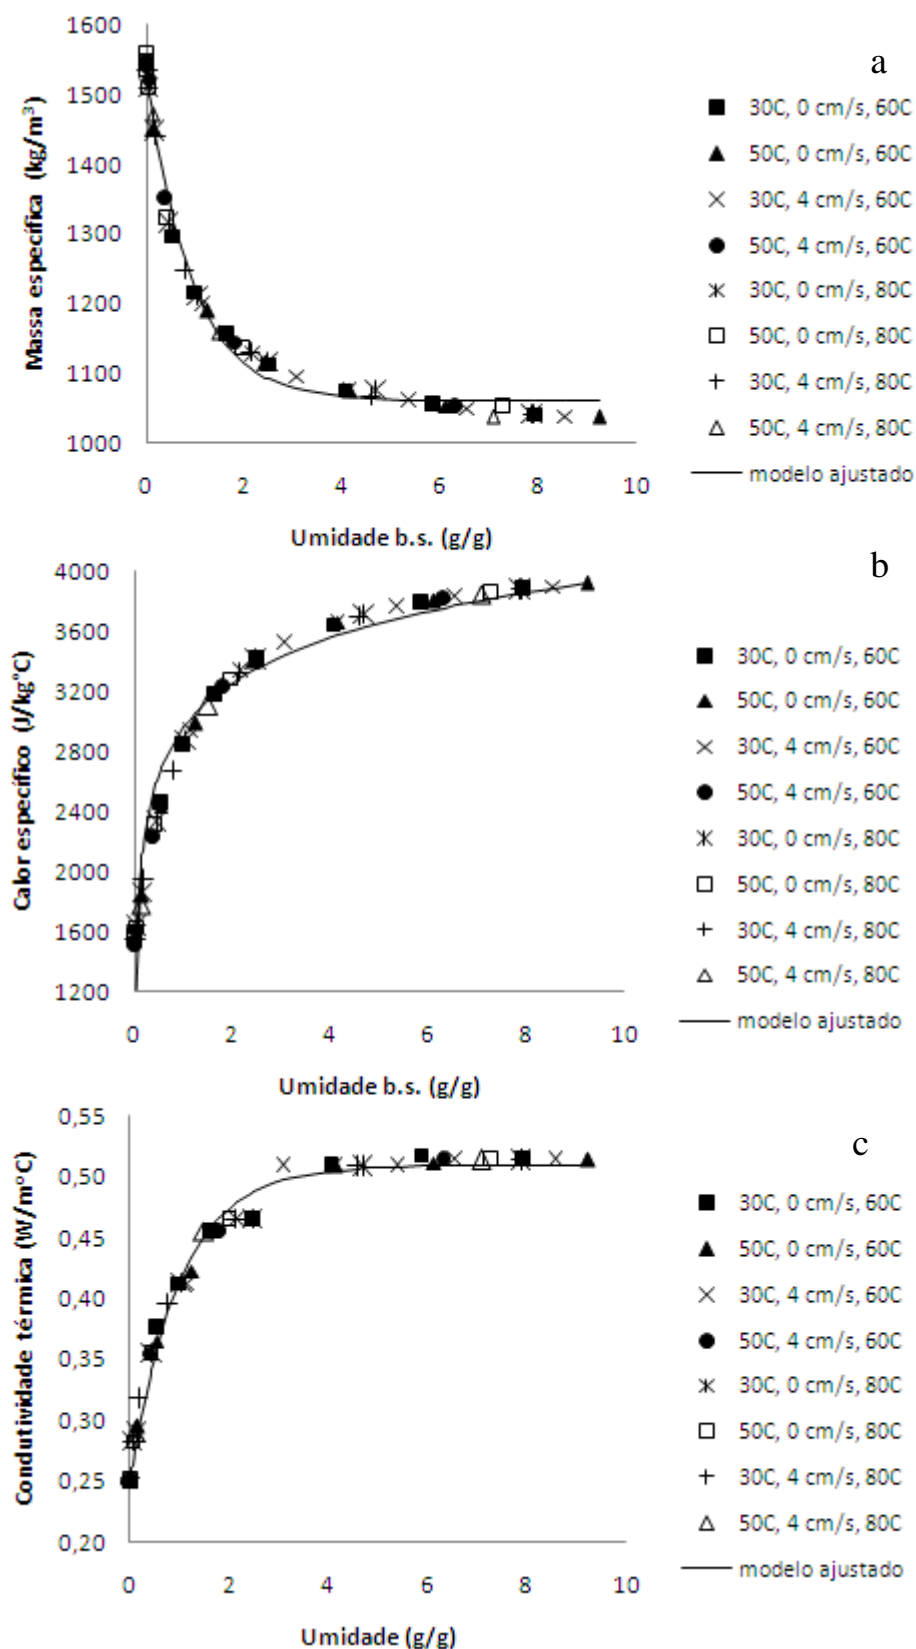 a
Massa específica (kg/m³)
1600
1500
1400
1300
1200
1100
1000
0 2 4 6 8 10
Umidade b.s. (g/g)
30C, 0 cm/s, 60C
50C, 0 cm/s, 60C
30C, 4 cm/s, 60C
50C, 4 cm/s, 60C
30C, 0 cm/s, 80C
50C, 0 cm/s, 80C
30C, 4 cm/s, 80C
50C, 4 cm/s, 80C
modelo ajustado
b
Calor específico (J/kg°C)
4000
3600
3200
2800
2400
2000
1600
1200
0 2 4 6 8 10
Umidade b.s. (g/g)
30C, 0 cm/s, 60C
50C, 0 cm/s, 60C
30C, 4 cm/s, 60C
50C, 4 cm/s, 60C
30C, 0 cm/s, 80C
50C, 0 cm/s, 80C
30C, 4 cm/s, 80C
50C, 4 cm/s, 80C
modelo ajustado
c
Condutividade térmica (W/m°C)
0,55
0,50
0,45
0,40
0,35
0,30
0,25
0,20
0 2 4 6 8 10
Umidade (g/g)
30C, 0 cm/s, 60C
50C, 0 cm/s, 60C
30C, 4 cm/s, 60C
50C, 4 cm/s, 60C
30C, 0 cm/s, 80C
50C, 0 cm/s, 80C
30C, 4 cm/s, 80C
50C, 4 cm/s, 80C
modelo ajustado